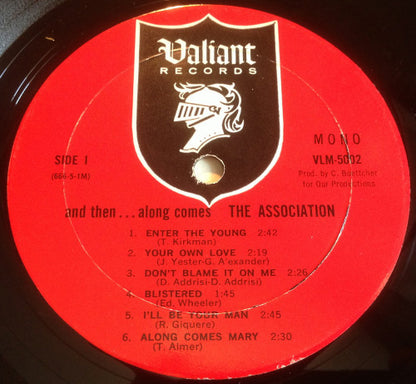 Valiant
RECORDS
MONO
SIDE 1 VLM-5002
(666-5-1M) Prod. by C. Boettcher
for Our Productions
and then...along comes THE ASSOCIATION
1. ENTER THE YOUNG 2:42
(T. Kirkman)
2. YOUR OWN LOVE 2:19
(J. Yester-G. A'exander)
3. DON'T BLAME IT ON ME 2:26
(D. Addrisi-D. Addrisi)
4. BLISTERED 1:45
(Ed. Wheeler)
5. I'LL BE YOUR MAN 2:45
(R. Giguere)
6. ALONG COMES MARY 2:30
(T. Almer)